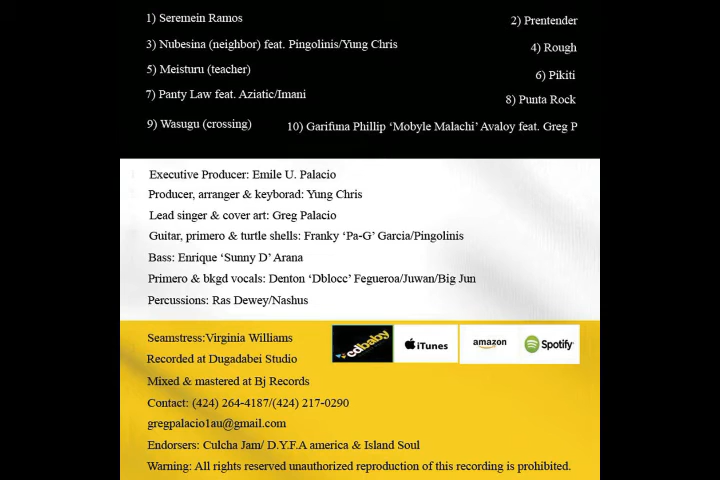 1) Seremein Ramos
2) Prentender
3) Nubesina (neighbor) feat. Pingolinis/Yung Chris
4) Rough
5) Meisturu (teacher)
6) Pikiti
7) Panty Law feat. Aziatic/Imani
8) Punta Rock
9) Wasugu (crossing)
10) Garifuna Phillip ‘Mobyle Malachi’ Avaloy feat. Greg P
Executive Producer: Emile U. Palacio
Producer, arranger & keyborad: Yung Chris
Lead singer & cover art: Greg Palacio
Guitar, primero & turtle shells: Franky ‘Pa-G’ Garcia/Pingolinis
Bass: Enrique ‘Sunny D’ Arana
Primero & bkgd vocals: Denton ‘Dblocc’ Fegueroa/Juwan/Big Jun
Percussions: Ras Dewey/Nashus
Seamstress:Virginia Williams
cdbaby iTunes amazon Spotify
Recorded at Dugadabei Studio
Mixed & mastered at Bj Records
Contact: (424) 264-4187/(424) 217-0290
gregpalacio1au@gmail.com
Endorsers: Culcha Jam/ D.Y.F.A america & Island Soul
Warning: All rights reserved unauthorized reproduction of this recording is prohibited.